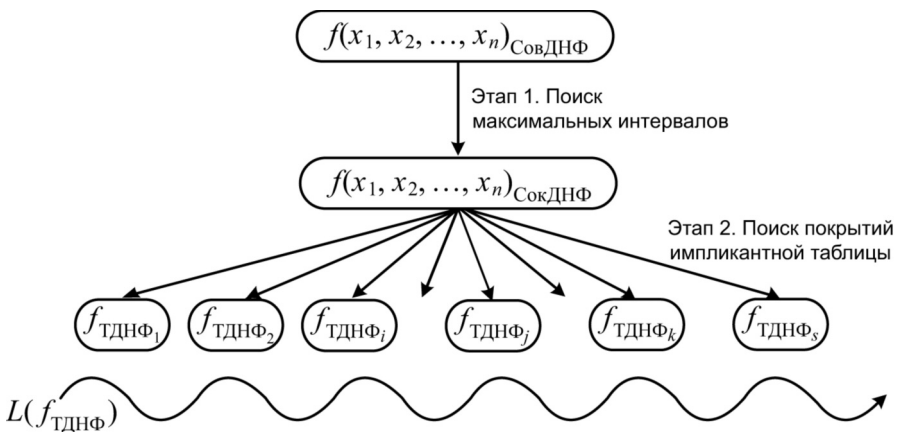 f(x₁, x₂, …, xₙ)СовДНФ
Этап 1. Поиск
максимальных интервалов
f(x₁, x₂, …, xₙ)СокДНФ
Этап 2. Поиск покрытий
импликантной таблицы
fТДНФ₁ fТДНФ₂ fТДНФᵢ fТДНФⱼ fТДНФₖ fТДНФₛ
L(fТДНФ)